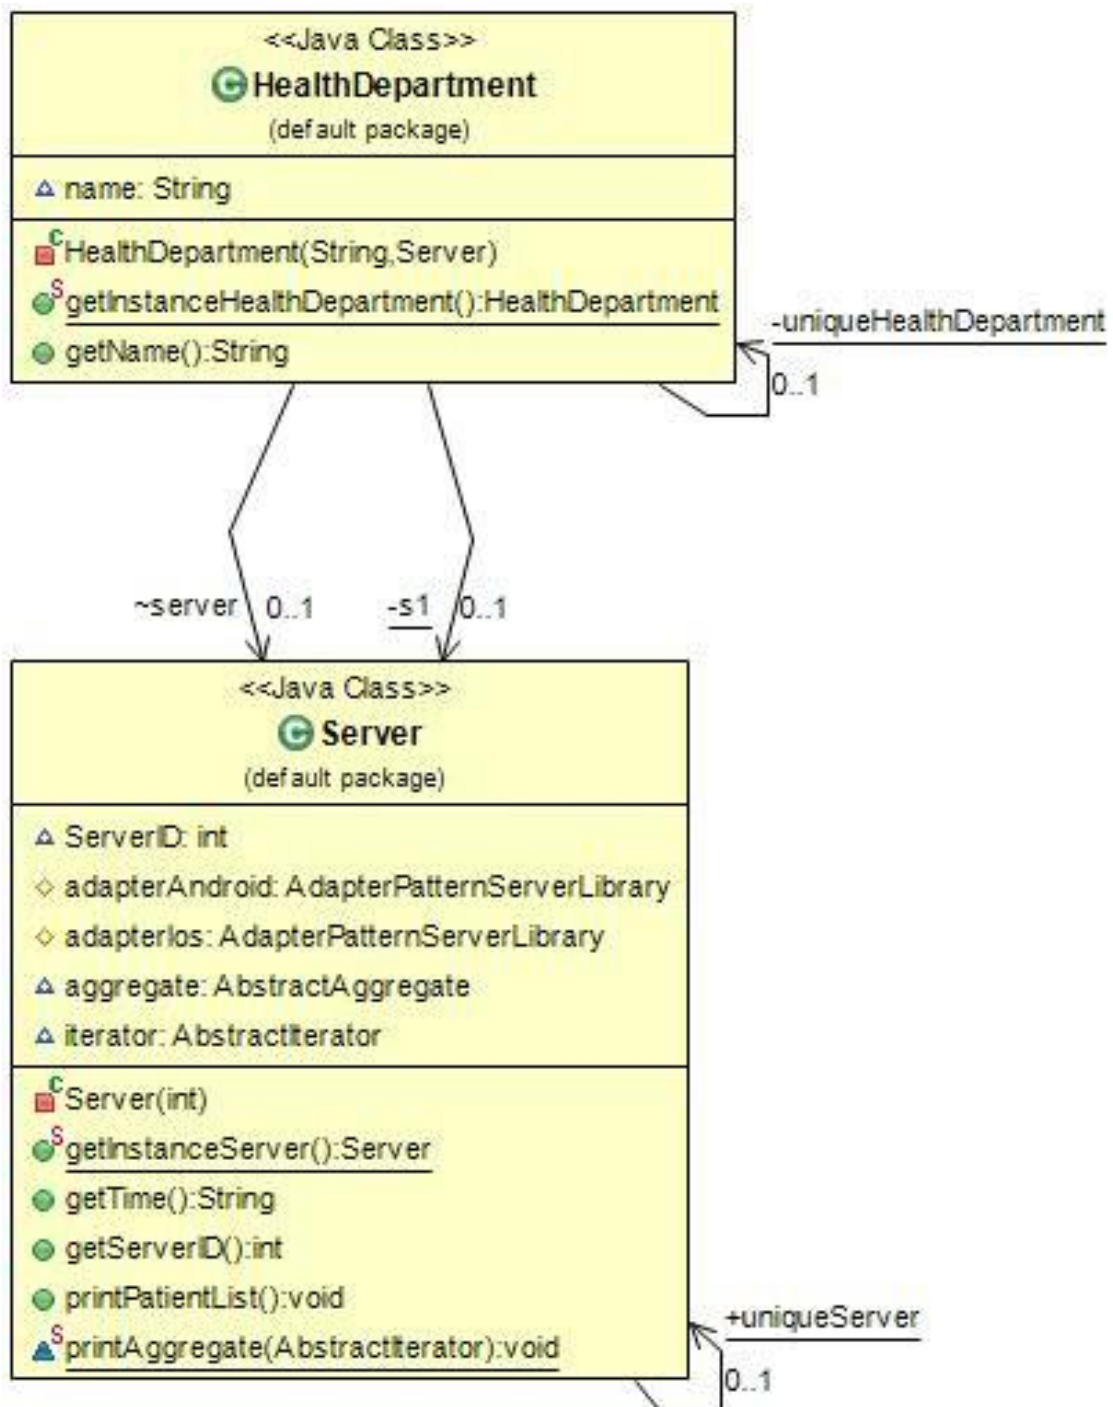 <<Java Class>>
HealthDepartment
(default package)
name: String
HealthDepartment(String,Server)
getInstanceHealthDepartment():HealthDepartment
getName():String
-uniqueHealthDepartment
0..1
~server 0..1
-s1 0..1
<<Java Class>>
Server
(default package)
ServerID: int
adapterAndroid: AdapterPatternServerLibrary
adapterIos: AdapterPatternServerLibrary
aggregate: AbstractAggregate
iterator: AbstractIterator
Server(int)
getInstanceServer():Server
getTime():String
getServerID():int
printPatientList():void
printAggregate(AbstractIterator):void
+uniqueServer
0..1